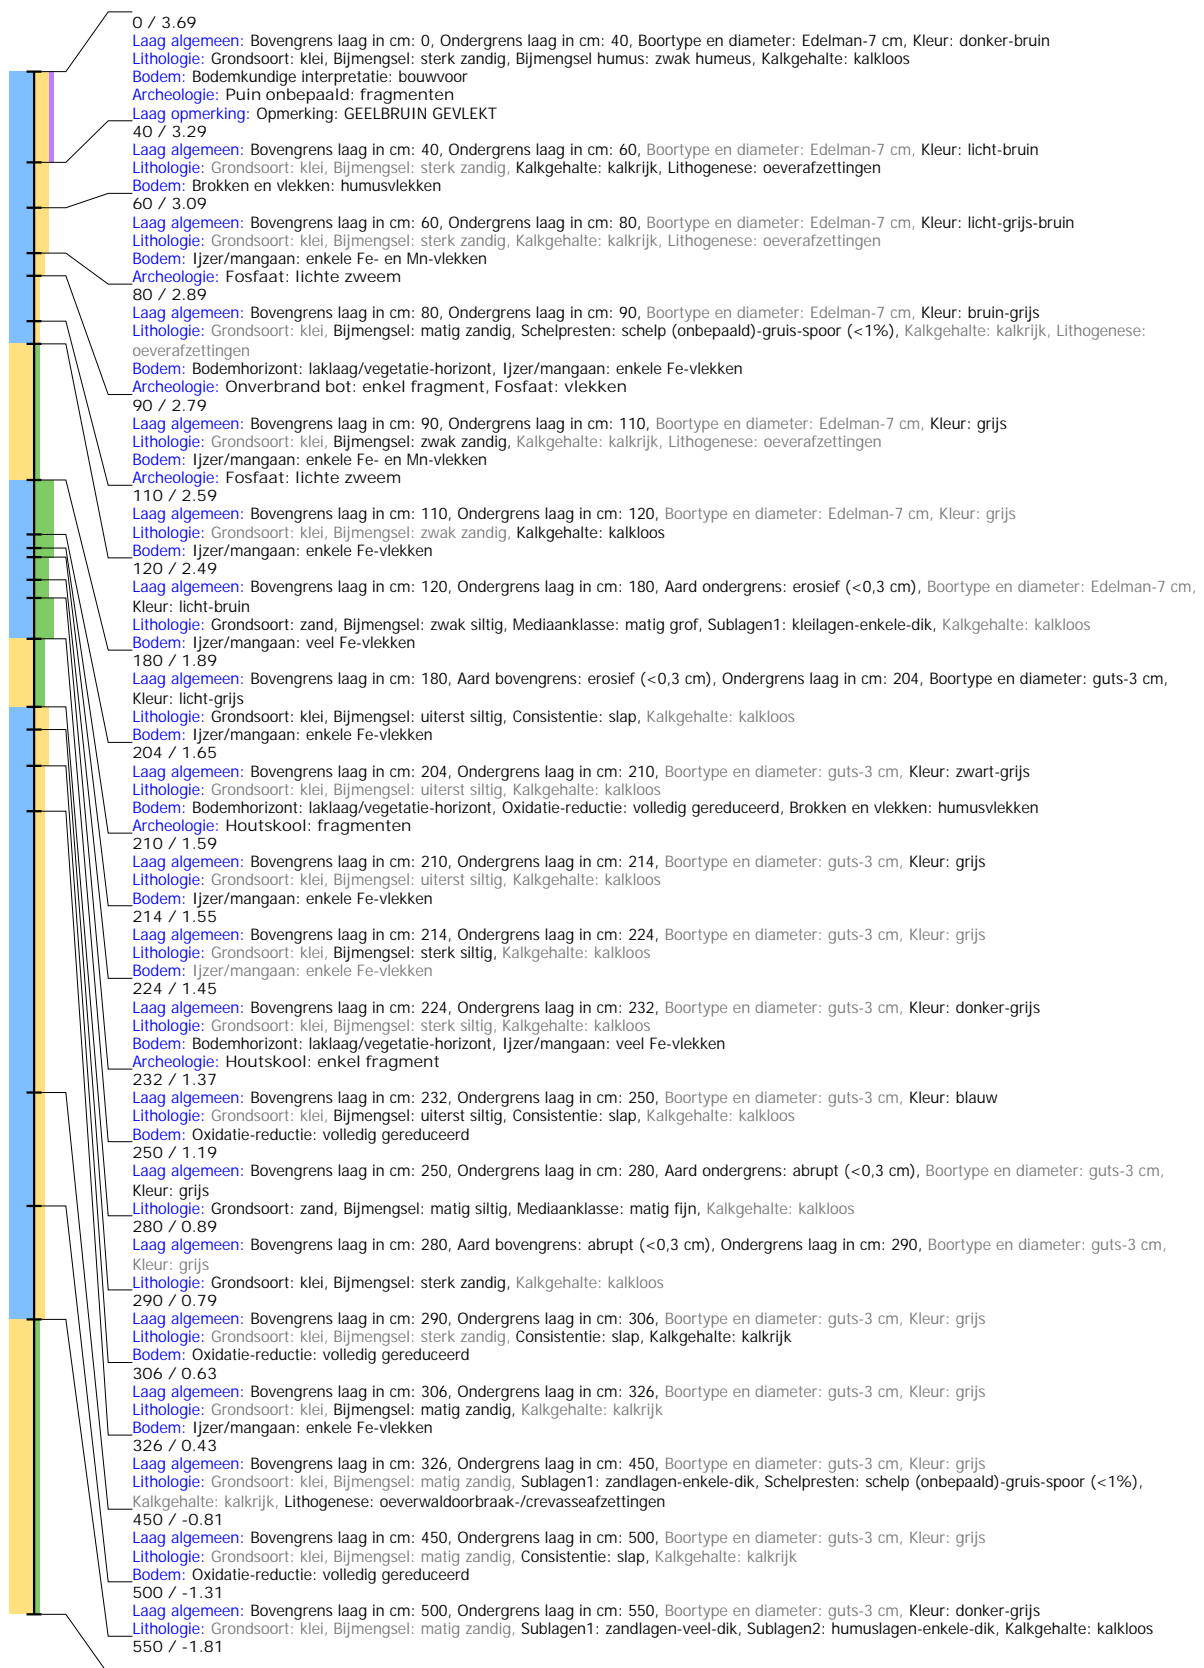 0 / 3.69
Laag algemeen: Bovengrens laag in cm: 0, Ondergrens laag in cm: 40, Boortype en diameter: Edelman-7 cm, Kleur: donker-bruin
Lithologie: Grondsoort: klei, Bijmengsel: sterk zandig, Bijmengsel humus: zwak humeus, Kalkgehalte: kalkloos
Bodem: Bodemkundige interpretatie: bouwvoor
Archeologie: Puin onbepaald: fragmenten
Laag opmerking: Opmerking: GEELBRUIN GEVLEKT
40 / 3.29
Laag algemeen: Bovengrens laag in cm: 40, Ondergrens laag in cm: 60, Boortype en diameter: Edelman-7 cm, Kleur: licht-bruin
Lithologie: Grondsoort: klei, Bijmengsel: sterk zandig, Kalkgehalte: kalkrijk, Lithogenese: oeverafzettingen
Bodem: Brokken en vlekken: humusvlekken
60 / 3.09
Laag algemeen: Bovengrens laag in cm: 60, Ondergrens laag in cm: 80, Boortype en diameter: Edelman-7 cm, Kleur: licht-grijs-bruin
Lithologie: Grondsoort: klei, Bijmengsel: sterk zandig, Kalkgehalte: kalkrijk, Lithogenese: oeverafzettingen
Bodem: Ijzer/mangaan: enkele Fe- en Mn-vlekken
Archeologie: Fosfaat: lichte zweem
80 / 2.89
Laag algemeen: Bovengrens laag in cm: 80, Ondergrens laag in cm: 90, Boortype en diameter: Edelman-7 cm, Kleur: bruin-grijs
Lithologie: Grondsoort: klei, Bijmengsel: matig zandig, Schelpresten: schelp (onbepaald)-gruis-spoor (<1%), Kalkgehalte: kalkrijk, Lithogenese:
oeverafzettingen
Bodem: Bodemhorizont: laklaag/vegetatie-horizont, Ijzer/mangaan: enkele Fe-vlekken
Archeologie: Onverbrand bot: enkel fragment, Fosfaat: vlekken
90 / 2.79
Laag algemeen: Bovengrens laag in cm: 90, Ondergrens laag in cm: 110, Boortype en diameter: Edelman-7 cm, Kleur: grijs
Lithologie: Grondsoort: klei, Bijmengsel: zwak zandig, Kalkgehalte: kalkrijk, Lithogenese: oeverafzettingen
Bodem: Ijzer/mangaan: enkele Fe- en Mn-vlekken
Archeologie: Fosfaat: lichte zweem
110 / 2.59
Laag algemeen: Bovengrens laag in cm: 110, Ondergrens laag in cm: 120, Boortype en diameter: Edelman-7 cm, Kleur: grijs
Lithologie: Grondsoort: klei, Bijmengsel: zwak zandig, Kalkgehalte: kalkloos
Bodem: Ijzer/mangaan: enkele Fe-vlekken
120 / 2.49
Laag algemeen: Bovengrens laag in cm: 120, Ondergrens laag in cm: 180, Aard ondergrens: erosief (<0,3 cm), Boortype en diameter: Edelman-7 cm,
Kleur: licht-bruin
Lithologie: Grondsoort: zand, Bijmengsel: zwak siltig, Mediaanklasse: matig grof, Sublagen1: kleilagen-enkele-dik, Kalkgehalte: kalkloos
Bodem: Ijzer/mangaan: veel Fe-vlekken
180 / 1.89
Laag algemeen: Bovengrens laag in cm: 180, Aard bovengrens: erosief (<0,3 cm), Ondergrens laag in cm: 204, Boortype en diameter: guts-3 cm,
Kleur: licht-grijs
Lithologie: Grondsoort: klei, Bijmengsel: uiterst siltig, Consistentie: slap, Kalkgehalte: kalkloos
Bodem: Ijzer/mangaan: enkele Fe-vlekken
204 / 1.65
Laag algemeen: Bovengrens laag in cm: 204, Ondergrens laag in cm: 210, Boortype en diameter: guts-3 cm, Kleur: zwart-grijs
Lithologie: Grondsoort: klei, Bijmengsel: uiterst siltig, Kalkgehalte: kalkloos
Bodem: Bodemhorizont: laklaag/vegetatie-horizont, Oxidatie-reductie: volledig gereduceerd, Brokken en vlekken: humusvlekken
Archeologie: Houtskool: fragmenten
210 / 1.59
Laag algemeen: Bovengrens laag in cm: 210, Ondergrens laag in cm: 214, Boortype en diameter: guts-3 cm, Kleur: grijs
Lithologie: Grondsoort: klei, Bijmengsel: uiterst siltig, Kalkgehalte: kalkloos
Bodem: Ijzer/mangaan: enkele Fe-vlekken
214 / 1.55
Laag algemeen: Bovengrens laag in cm: 214, Ondergrens laag in cm: 224, Boortype en diameter: guts-3 cm, Kleur: grijs
Lithologie: Grondsoort: klei, Bijmengsel: sterk siltig, Kalkgehalte: kalkloos
Bodem: Ijzer/mangaan: enkele Fe-vlekken
224 / 1.45
Laag algemeen: Bovengrens laag in cm: 224, Ondergrens laag in cm: 232, Boortype en diameter: guts-3 cm, Kleur: donker-grijs
Lithologie: Grondsoort: klei, Bijmengsel: sterk siltig, Kalkgehalte: kalkloos
Bodem: Bodemhorizont: laklaag/vegetatie-horizont, Ijzer/mangaan: veel Fe-vlekken
Archeologie: Houtskool: enkel fragment
232 / 1.37
Laag algemeen: Bovengrens laag in cm: 232, Ondergrens laag in cm: 250, Boortype en diameter: guts-3 cm, Kleur: blauw
Lithologie: Grondsoort: klei, Bijmengsel: uiterst siltig, Consistentie: slap, Kalkgehalte: kalkloos
Bodem: Oxidatie-reductie: volledig gereduceerd
250 / 1.19
Laag algemeen: Bovengrens laag in cm: 250, Ondergrens laag in cm: 280, Aard ondergrens: abrupt (<0,3 cm), Boortype en diameter: guts-3 cm,
Kleur: grijs
Lithologie: Grondsoort: zand, Bijmengsel: matig siltig, Mediaanklasse: matig fijn, Kalkgehalte: kalkloos
280 / 0.89
Laag algemeen: Bovengrens laag in cm: 280, Aard bovengrens: abrupt (<0,3 cm), Ondergrens laag in cm: 290, Boortype en diameter: guts-3 cm,
Kleur: grijs
Lithologie: Grondsoort: klei, Bijmengsel: sterk zandig, Kalkgehalte: kalkloos
290 / 0.79
Laag algemeen: Bovengrens laag in cm: 290, Ondergrens laag in cm: 306, Boortype en diameter: guts-3 cm, Kleur: grijs
Lithologie: Grondsoort: klei, Bijmengsel: sterk zandig, Consistentie: slap, Kalkgehalte: kalkrijk
Bodem: Oxidatie-reductie: volledig gereduceerd
306 / 0.63
Laag algemeen: Bovengrens laag in cm: 306, Ondergrens laag in cm: 326, Boortype en diameter: guts-3 cm, Kleur: grijs
Lithologie: Grondsoort: klei, Bijmengsel: matig zandig, Kalkgehalte: kalkrijk
Bodem: Ijzer/mangaan: enkele Fe-vlekken
326 / 0.43
Laag algemeen: Bovengrens laag in cm: 326, Ondergrens laag in cm: 450, Boortype en diameter: guts-3 cm, Kleur: grijs
Lithologie: Grondsoort: klei, Bijmengsel: matig zandig, Sublagen1: zandlagen-enkele-dik, Schelpresten: schelp (onbepaald)-gruis-spoor (<1%),
Kalkgehalte: kalkrijk, Lithogenese: oeverwaldoorbraak-/crevasseafzettingen
450 / -0.81
Laag algemeen: Bovengrens laag in cm: 450, Ondergrens laag in cm: 500, Boortype en diameter: guts-3 cm, Kleur: grijs
Lithologie: Grondsoort: klei, Bijmengsel: matig zandig, Consistentie: slap, Kalkgehalte: kalkrijk
Bodem: Oxidatie-reductie: volledig gereduceerd
500 / -1.31
Laag algemeen: Bovengrens laag in cm: 500, Ondergrens laag in cm: 550, Boortype en diameter: guts-3 cm, Kleur: donker-grijs
Lithologie: Grondsoort: klei, Bijmengsel: matig zandig, Sublagen1: zandlagen-veel-dik, Sublagen2: humuslagen-enkele-dik, Kalkgehalte: kalkloos
550 / -1.81